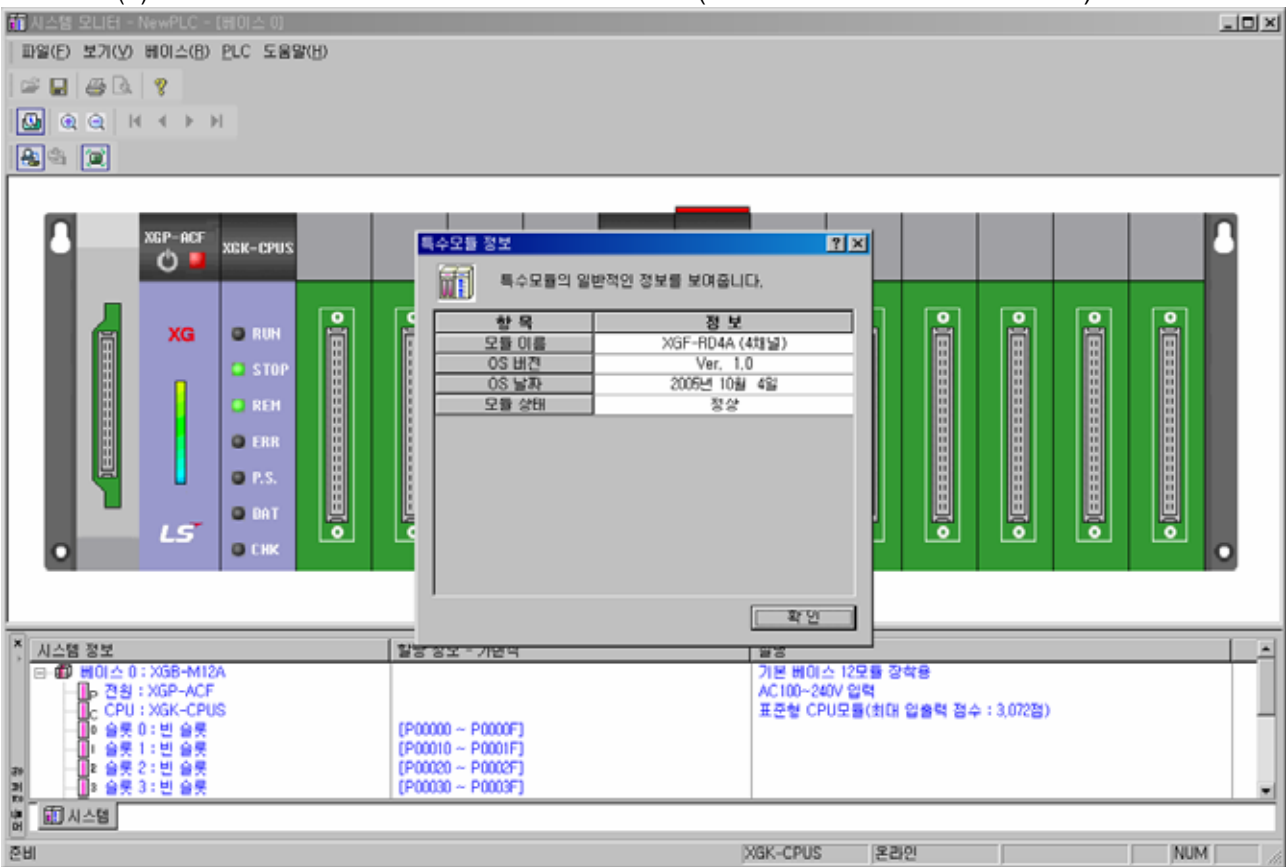 시스템 모니터 - NewPLC - [베이스 0]
파일(F) 보기(V) 베이스(B) PLC 도움말(H)
XGP-ACF
XGK-CPUS
XG
RUN
STOP
REM
ERR
P.S.
BAT
CHK
LS
특수모듈 정보
특수모듈의 일반적인 정보를 보여줍니다.
항 목 정 보
모듈 이름 XGF-RD4A (4채널)
OS 버전 Ver. 1.0
OS 날짜 2005년 10월 4일
모듈 상태 정상
확 인
시스템 정보 설명
베이스 0 : XGB-M12A 기본 베이스 12모듈 장착용
전원 : XGP-ACF AC100~240V 입력
CPU : XGK-CPUS 표준형 CPU모듈(최대 입출력 점수 : 3,072점)
슬롯 0 : 빈 슬롯 [P00000 ~ P0000F]
슬롯 1 : 빈 슬롯 [P00010 ~ P0001F]
슬롯 2 : 빈 슬롯 [P00020 ~ P0002F]
슬롯 3 : 빈 슬롯 [P00030 ~ P0003F]
시스템
준비 XGK-CPUS 온라인 NUM